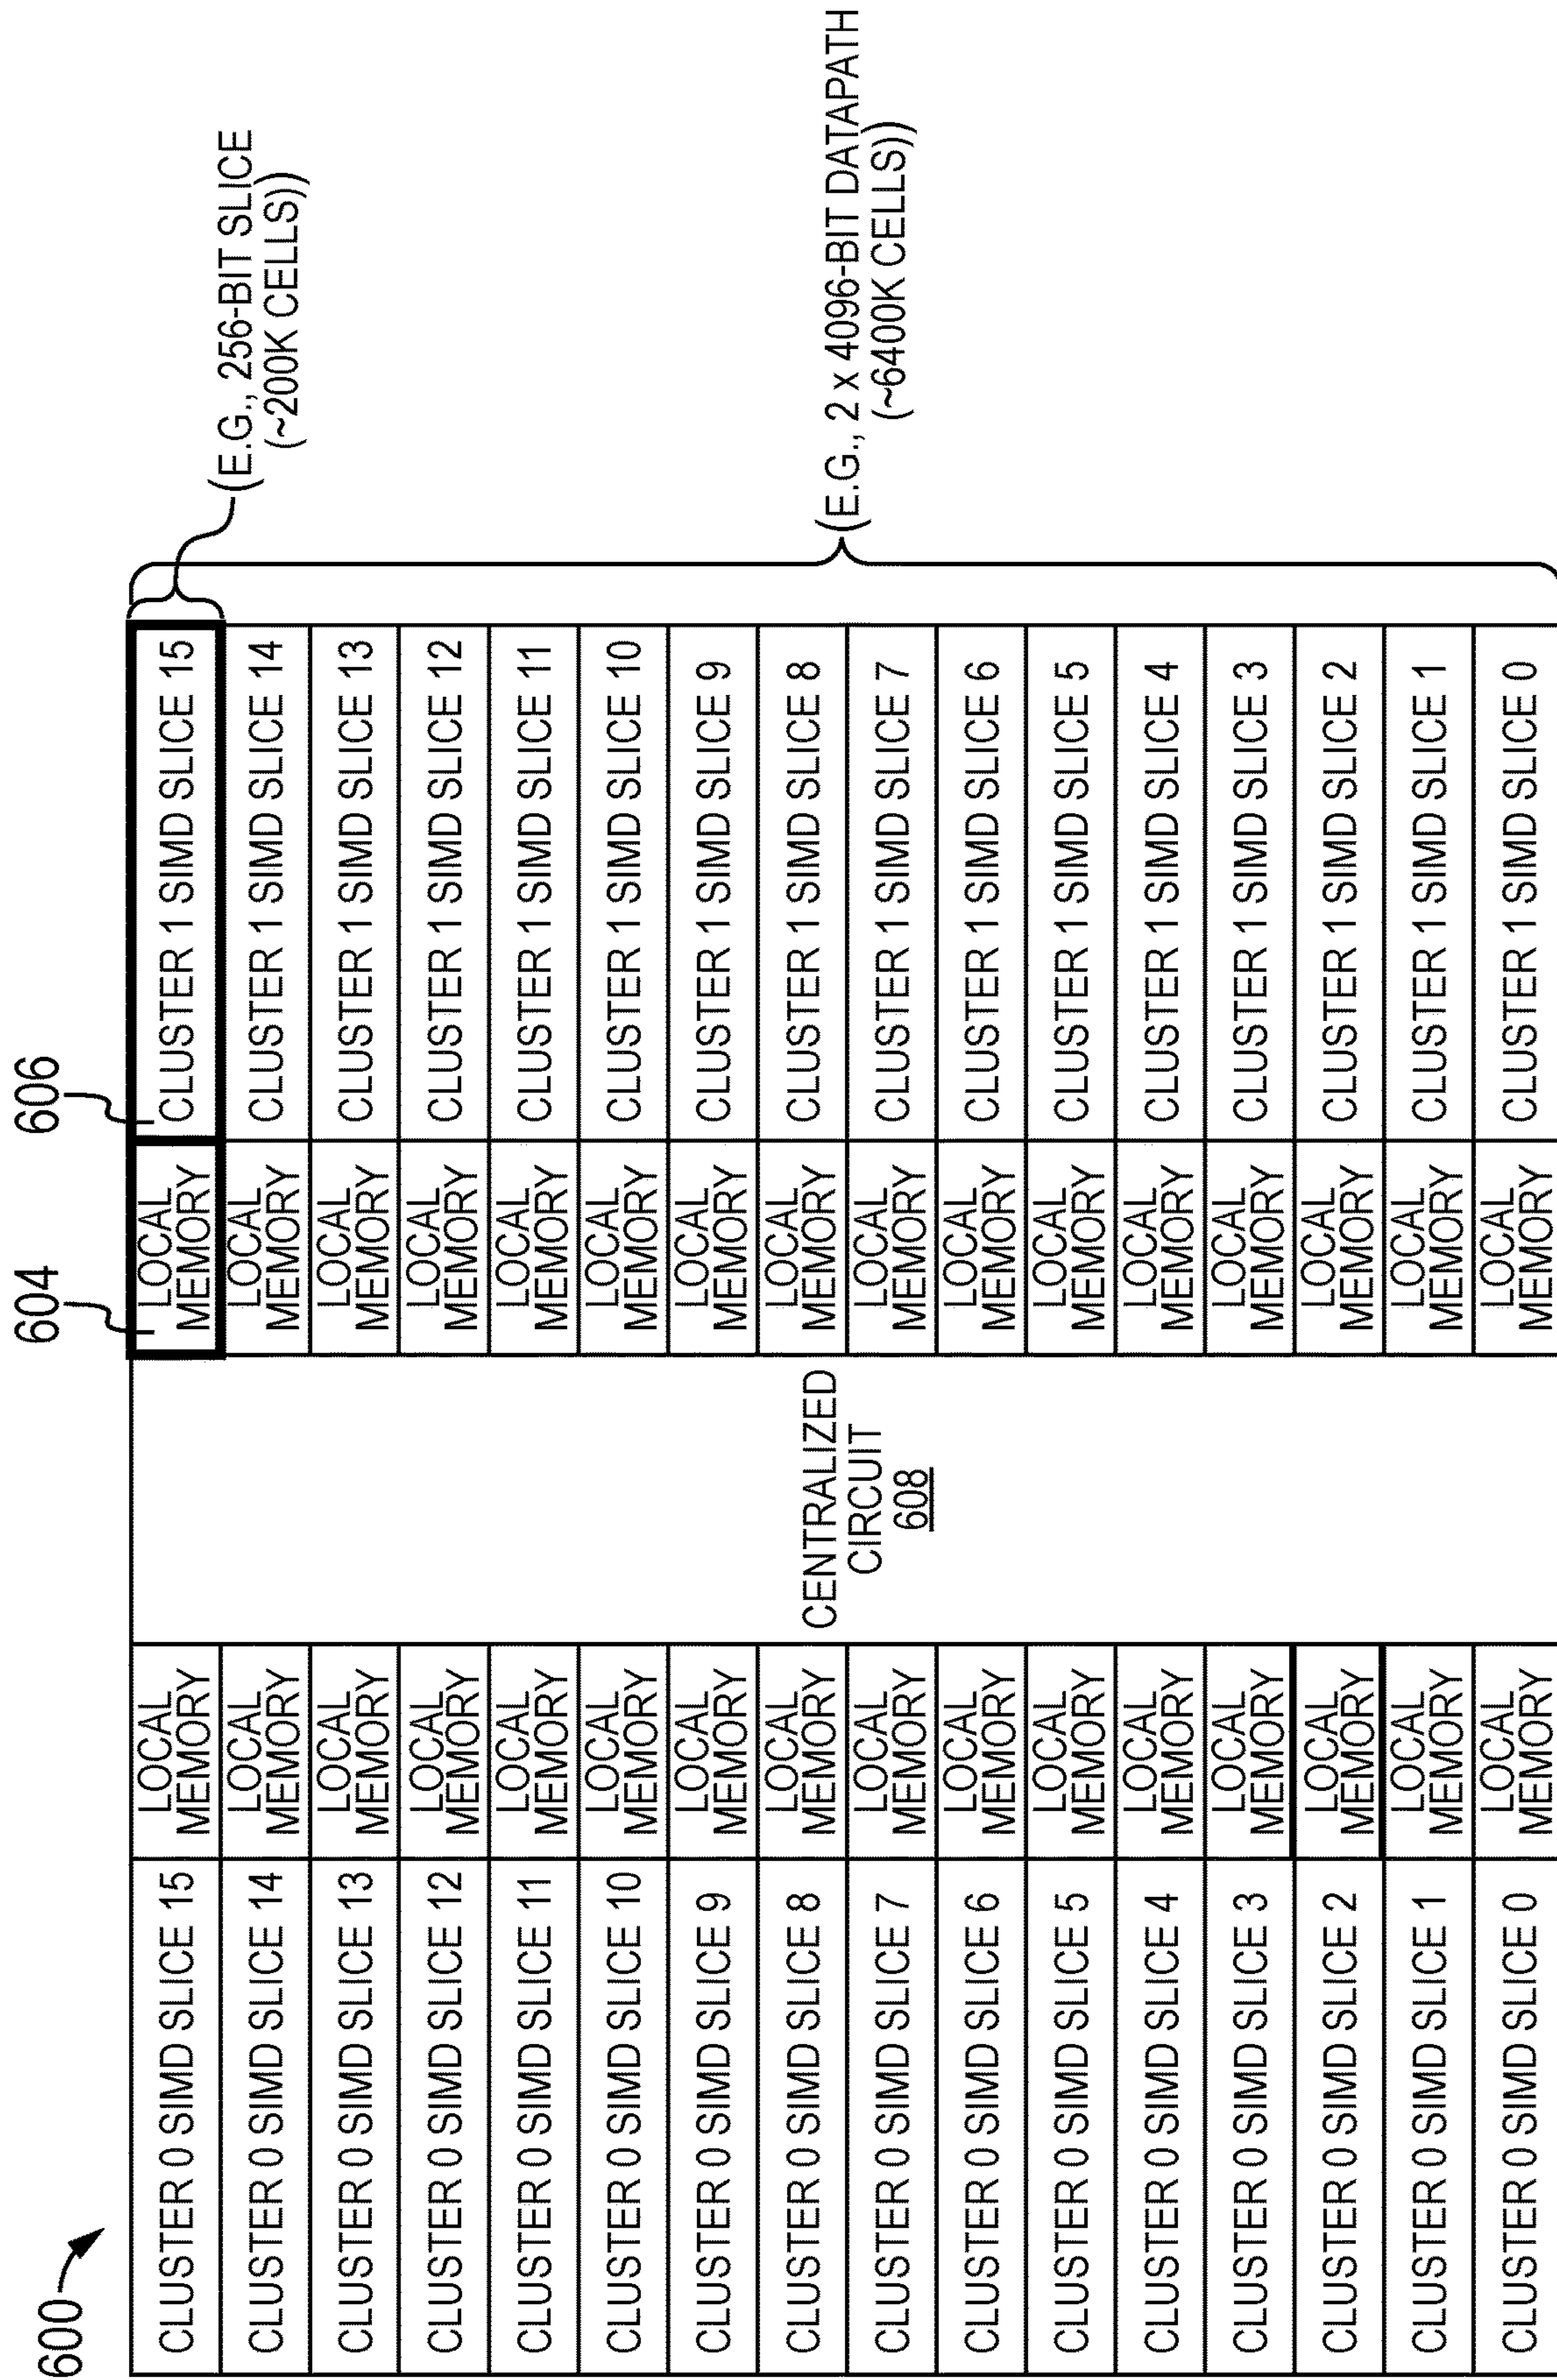 600
604
606
CLUSTER 0 SIMD SLICE 15
LOCAL
MEMORY
LOCAL
MEMORY
CLUSTER 1 SIMD SLICE 15
CLUSTER 0 SIMD SLICE 14
LOCAL
MEMORY
LOCAL
MEMORY
CLUSTER 1 SIMD SLICE 14
CLUSTER 0 SIMD SLICE 13
LOCAL
MEMORY
LOCAL
MEMORY
CLUSTER 1 SIMD SLICE 13
CLUSTER 0 SIMD SLICE 12
LOCAL
MEMORY
LOCAL
MEMORY
CLUSTER 1 SIMD SLICE 12
CLUSTER 0 SIMD SLICE 11
LOCAL
MEMORY
LOCAL
MEMORY
CLUSTER 1 SIMD SLICE 11
CLUSTER 0 SIMD SLICE 10
LOCAL
MEMORY
LOCAL
MEMORY
CLUSTER 1 SIMD SLICE 10
CLUSTER 0 SIMD SLICE 9
LOCAL
MEMORY
LOCAL
MEMORY
CLUSTER 1 SIMD SLICE 9
CLUSTER 0 SIMD SLICE 8
LOCAL
MEMORY
LOCAL
MEMORY
CLUSTER 1 SIMD SLICE 8
CLUSTER 0 SIMD SLICE 7
LOCAL
MEMORY
LOCAL
MEMORY
CLUSTER 1 SIMD SLICE 7
CLUSTER 0 SIMD SLICE 6
LOCAL
MEMORY
LOCAL
MEMORY
CLUSTER 1 SIMD SLICE 6
CLUSTER 0 SIMD SLICE 5
LOCAL
MEMORY
LOCAL
MEMORY
CLUSTER 1 SIMD SLICE 5
CLUSTER 0 SIMD SLICE 4
LOCAL
MEMORY
LOCAL
MEMORY
CLUSTER 1 SIMD SLICE 4
CLUSTER 0 SIMD SLICE 3
LOCAL
MEMORY
LOCAL
MEMORY
CLUSTER 1 SIMD SLICE 3
CLUSTER 0 SIMD SLICE 2
LOCAL
MEMORY
LOCAL
MEMORY
CLUSTER 1 SIMD SLICE 2
CLUSTER 0 SIMD SLICE 1
LOCAL
MEMORY
LOCAL
MEMORY
CLUSTER 1 SIMD SLICE 1
CLUSTER 0 SIMD SLICE 0
LOCAL
MEMORY
LOCAL
MEMORY
CLUSTER 1 SIMD SLICE 0
CENTRALIZED
CIRCUIT
608
(E.G., 256-BIT SLICE
(~200K CELLS))
(E.G., 2 x 4096-BIT DATAPATH
(~6400K CELLS))